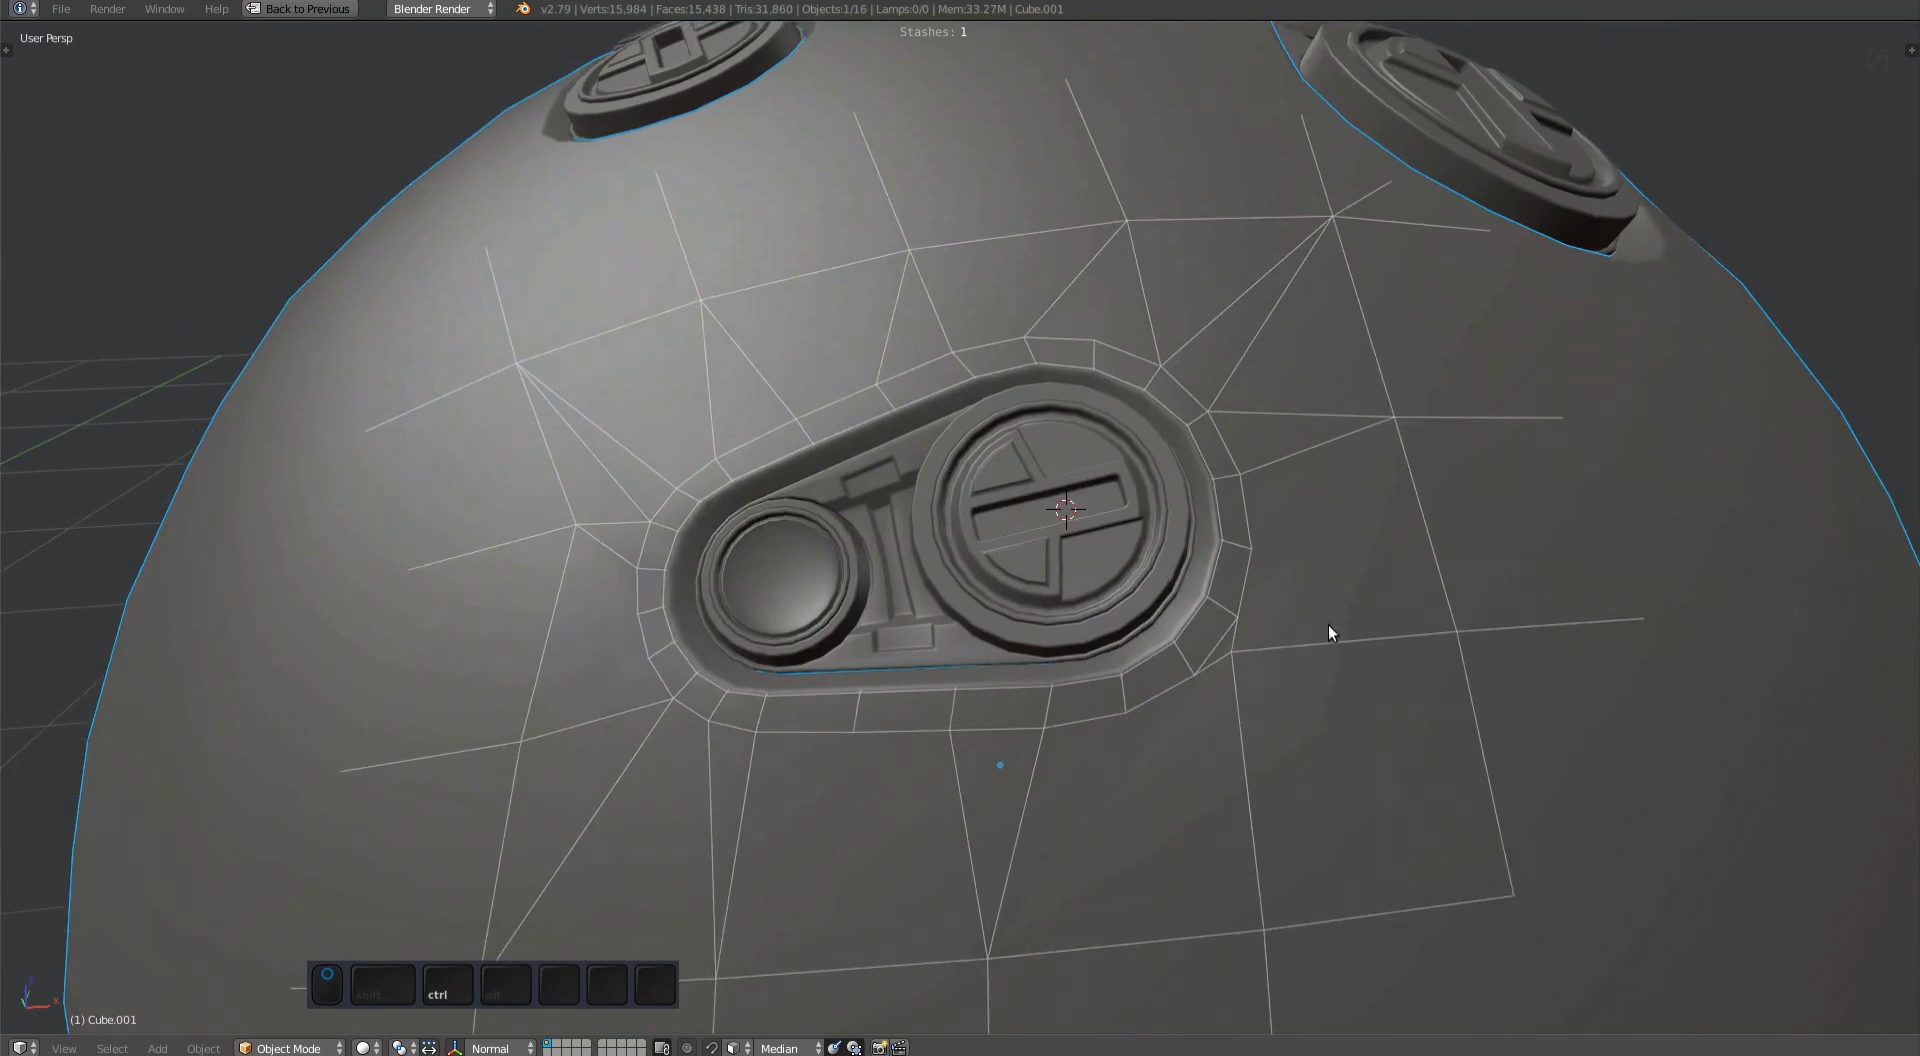 File Render Window Help Back to Previous Blender Render v2.79 | Verts:15,984 | Faces:15,438 | Tris:31,860 | Objects:1/16 | Lamps:0/0 | Mem:33.27M | Cube.001
User Persp
Stashes: 1
shift ctrl alt
z
x
(1) Cube.001
View Select Add Object Object Mode Normal Median